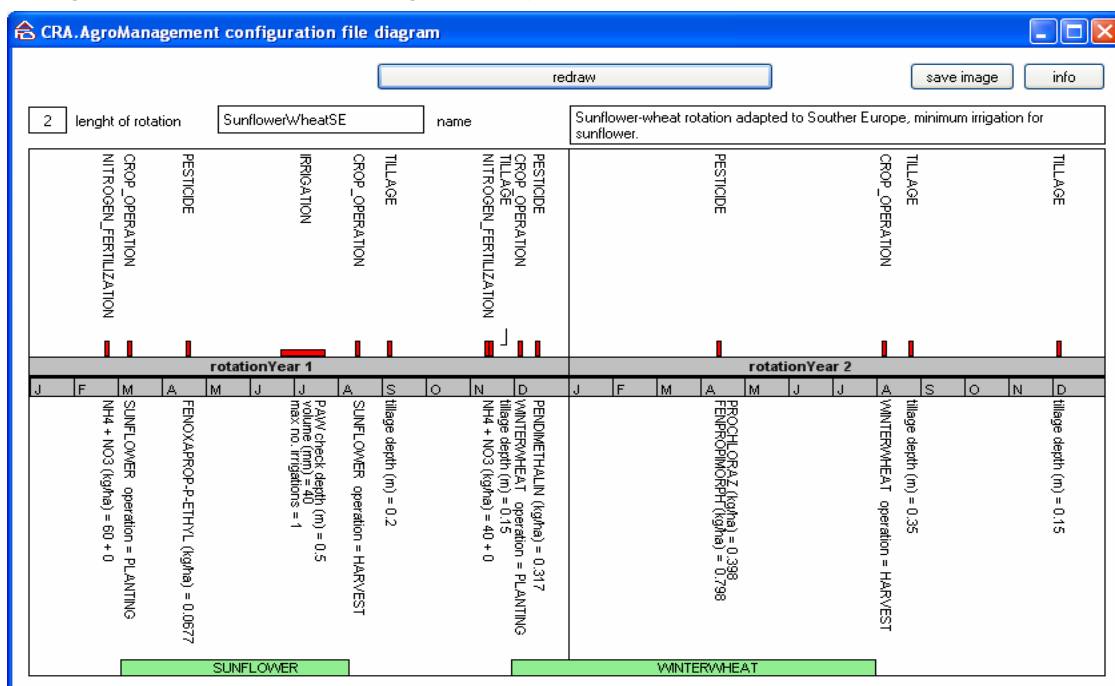 CRA.AgroManagement configuration file diagram
redraw
save image
info
2
lenght of rotation
SunflowerWheatSE
name
Sunflower-wheat rotation adapted to Souther Europe, minimum irrigation for
sunflower.
NITROGEN_FERTILIZATION
CROP_OPERATION
PESTICIDE
IRRIGATION
CROP_OPERATION
TILLAGE
NITROGEN_FERTILIZATION
TILLAGE
CROP_OPERATION
PESTICIDE
PESTICIDE
CROP_OPERATION
TILLAGE
TILLAGE
rotationYear 1
rotationYear 2
J F M A M J J A S O N D J F M A M J J A S O N D
NH4 + NO3 (kg/ha) = 60 + 0
SUNFLOWER operation = PLANTING
FENOXAPROP-P-ETHYL (kg/ha) = 0.0677
PAW check depth (m) = 0.5
volume (mm) = 40
max no. irrigations = 1
SUNFLOWER operation = HARVEST
tillage depth (m) = 0.2
NH4 + NO3 (kg/ha) = 40 + 0
tillage depth (m) = 0.15
WINTERWHEAT operation = PLANTING
PENDIMETHALIN (kg/ha) = 0.317
PROCHLORAZ (kg/ha) = 0.398
FENPROPIMORPH (kg/ha) = 0.798
WINTERWHEAT operation = HARVEST
tillage depth (m) = 0.35
tillage depth (m) = 0.15
SUNFLOWER
WINTERWHEAT